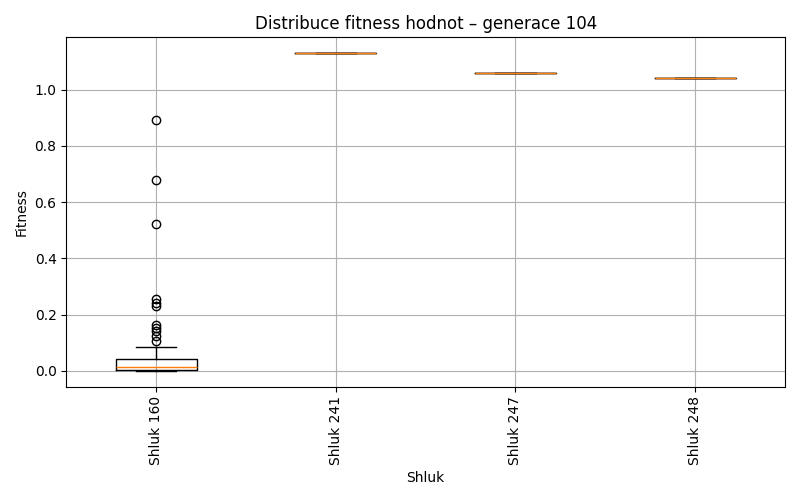 Distribuce fitness hodnot – generace 104
Fitness
1.0
0.8
0.6
0.4
0.2
0.0
Shluk 160
Shluk 241
Shluk 247
Shluk 248
Shluk